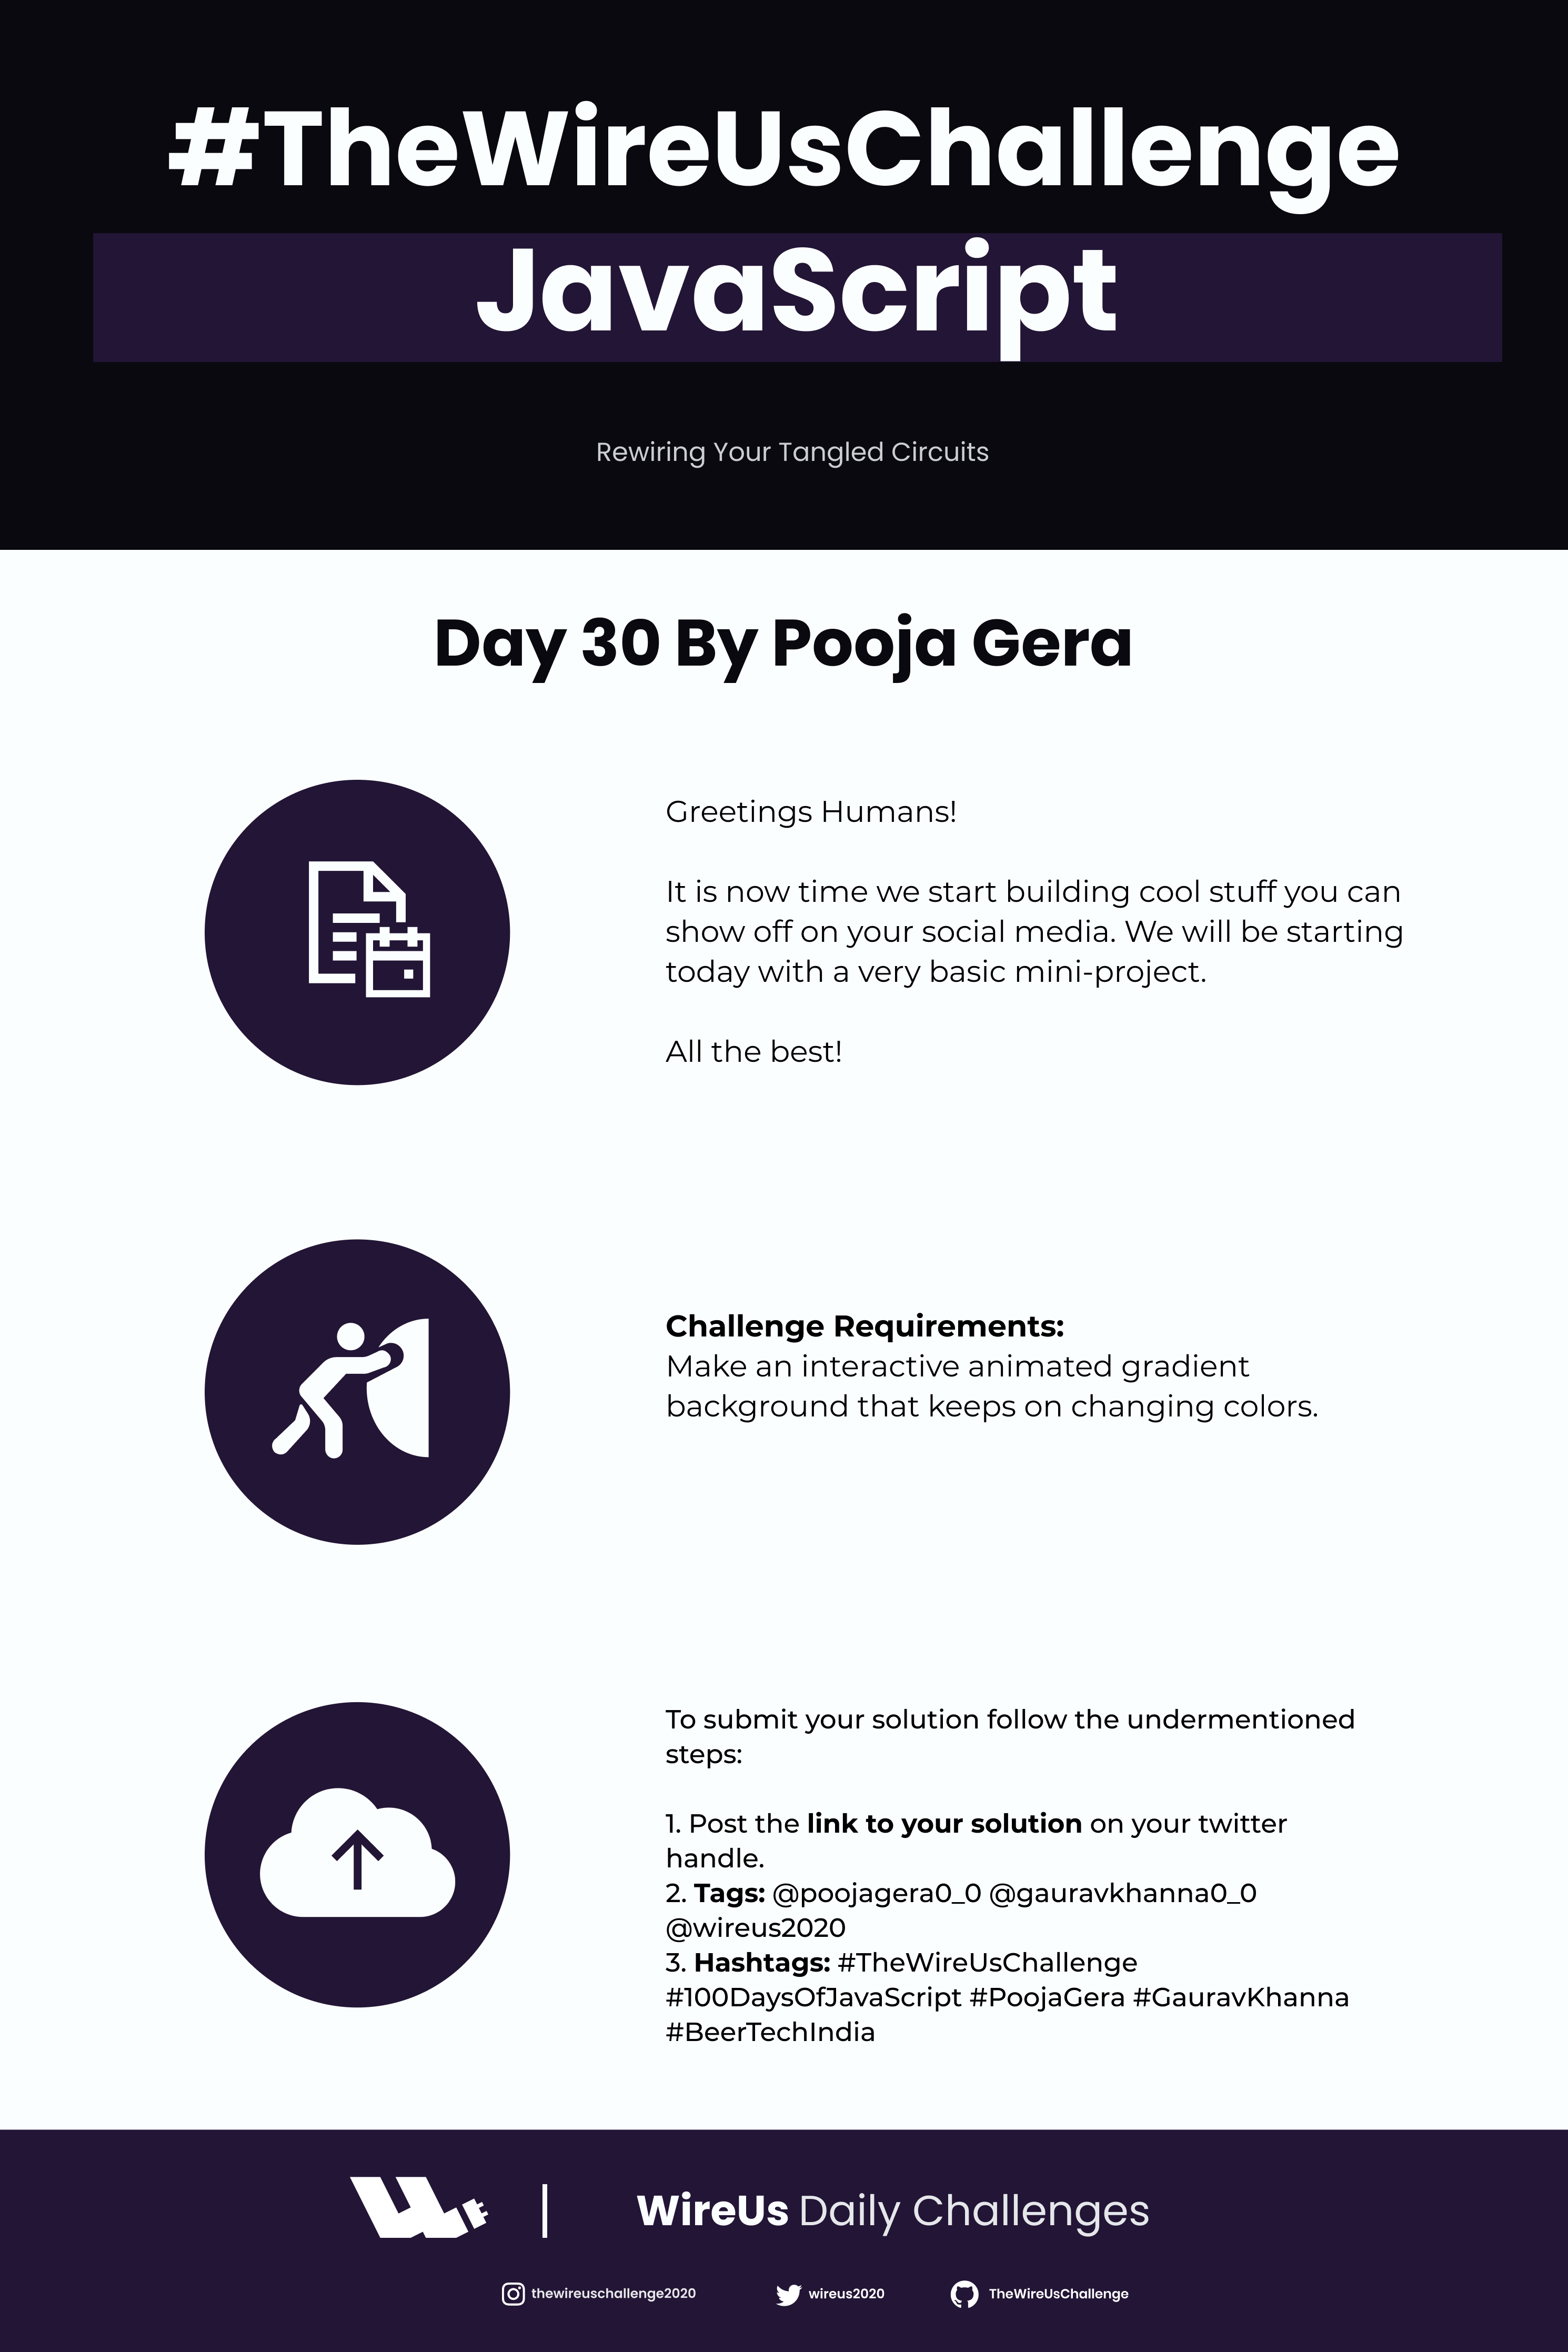 #TheWireUsChallenge
JavaScript
Rewiring Your Tangled Circuits
Day 30 By Pooja Gera
Greetings Humans!
It is now time we start building cool stuff you can
show off on your social media. We will be starting
today with a very basic mini-project.
All the best!
Challenge Requirements:
Make an interactive animated gradient
background that keeps on changing colors.
To submit your solution follow the undermentioned
steps:
1. Post the link to your solution on your twitter
handle.
2. Tags: @poojagera0_0 @gauravkhanna0_0
@wireus2020
3. Hashtags: #TheWireUsChallenge
#100DaysOfJavaScript #PoojaGera #GauravKhanna
#BeerTechIndia
WireUs Daily Challenges
thewireuschallenge2020 wireus2020 TheWireUsChallenge